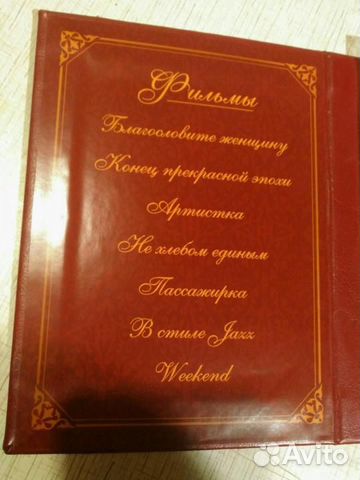 Фильмы
Благословите женщину
Конец прекрасной эпохи
Артистка
Не хлебом единым
Пассажирка
В стиле Jazz
Weekend
Avito